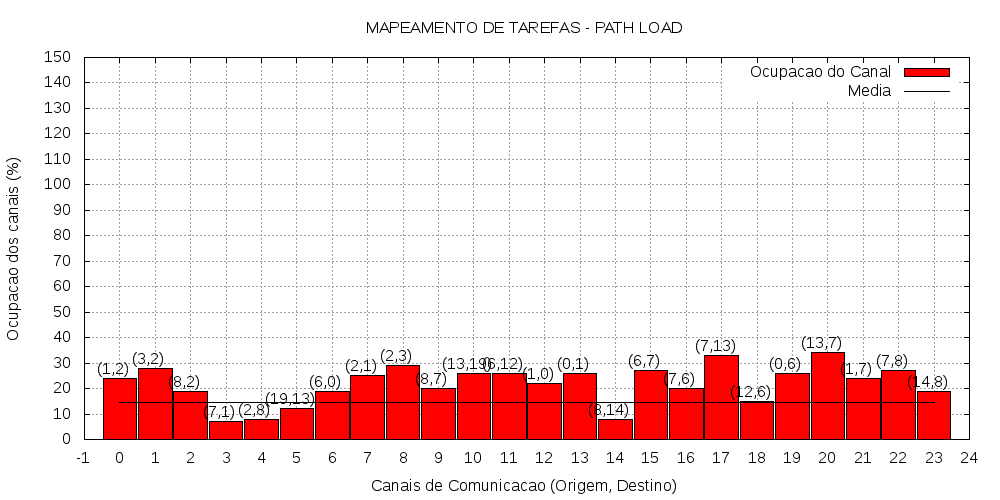 MAPEAMENTO DE TAREFAS - PATH LOAD
Ocupacao do Canal
Media
Ocupacao dos canais (%)
150
140
130
120
110
100
90
80
70
60
50
40
30
20
10
0
(1,2) (3,2) (8,2) (7,1) (2,8) (19,13) (6,0) (2,1) (2,3) (8,7) (13,19) (6,12) (1,0) (0,1) (8,14) (6,7) (7,6) (7,13) (12,6) (0,6) (13,7) (1,7) (7,8) (14,8)
-1 0 1 2 3 4 5 6 7 8 9 10 11 12 13 14 15 16 17 18 19 20 21 22 23 24
Canais de Comunicacao (Origem, Destino)